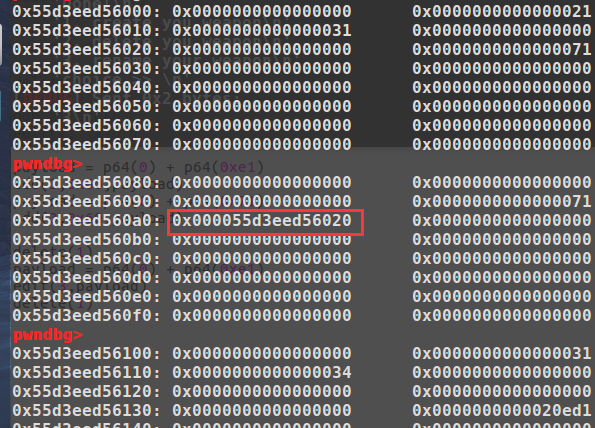 0x55d3eed56000: 0x0000000000000000 0x0000000000000021
0x55d3eed56010: 0x0000000000000031 0x0000000000000000
0x55d3eed56020: 0x0000000000000000 0x0000000000000071
0x55d3eed56030: 0x0000000000000000 0x0000000000000000
0x55d3eed56040: 0x0000000000000000 0x0000000000000000
0x55d3eed56050: 0x0000000000000000 0x0000000000000000
0x55d3eed56060: 0x0000000000000000 0x0000000000000000
0x55d3eed56070: 0x0000000000000000 0x0000000000000000
pwndbg>
0x55d3eed56080: 0x0000000000000000 0x0000000000000000
0x55d3eed56090: 0x0000000000000000 0x0000000000000071
0x55d3eed560a0: 0x000055d3eed56020 0x0000000000000000
0x55d3eed560b0: 0x0000000000000000 0x0000000000000000
0x55d3eed560c0: 0x0000000000000000 0x0000000000000000
0x55d3eed560d0: 0x0000000000000000 0x0000000000000000
0x55d3eed560e0: 0x0000000000000000 0x0000000000000000
0x55d3eed560f0: 0x0000000000000000 0x0000000000000000
pwndbg>
0x55d3eed56100: 0x0000000000000000 0x0000000000000031
0x55d3eed56110: 0x0000000000000034 0x0000000000000000
0x55d3eed56120: 0x0000000000000000 0x0000000000000000
0x55d3eed56130: 0x0000000000000000 0x0000000000020ed1